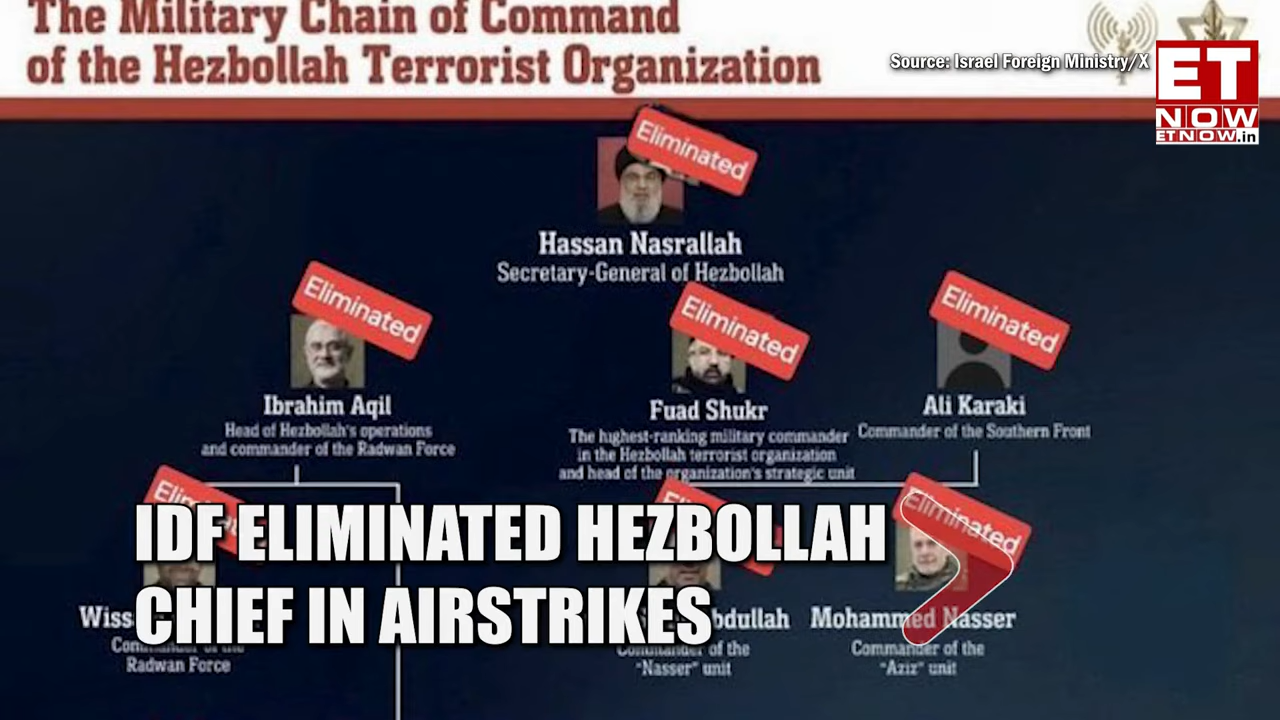 The Military Chain of Command
of the Hezbollah Terrorist Organization
Source: Israel Foreign Ministry/X
ET
NOW
ETNOW.in
Eliminated
Hassan Nasrallah
Secretary-General of Hezbollah
Eliminated
Eliminated
Eliminated
Ibrahim Aqil
Head of Hezbollah's operations
and commander of the Radwan Force
Fuad Shukr
The highest-ranking military commander
in the Hezbollah terrorist organization
and head of the organization's strategic unit
Ali Karaki
Commander of the Southern Front
Eliminated
IDF ELIMINATED HEZBOLLAH
CHIEF IN AIRSTRIKES
Mohammed Nasser
of the
Radwan Force
Commander of the
"Nasser" unit
Commander of the
"Aziz" unit